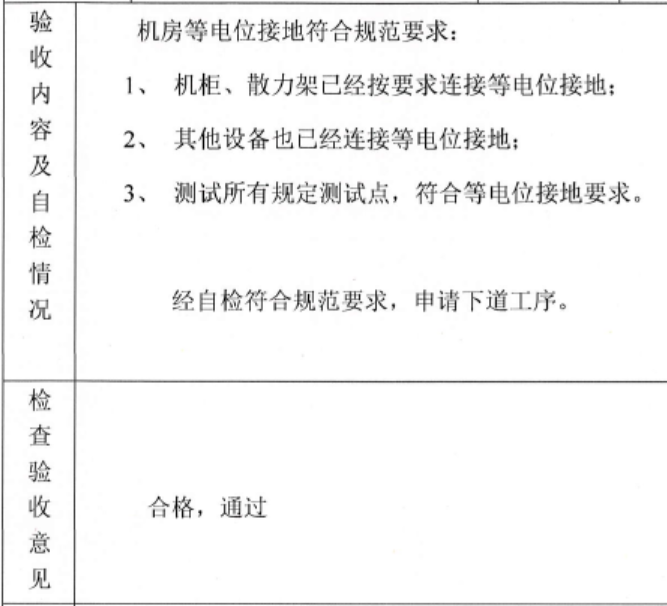 验收内容及自检情况
机房等电位接地符合规范要求：
1、 机柜、散力架已经按要求连接等电位接地；
2、 其他设备也已经连接等电位接地；
3、 测试所有规定测试点，符合等电位接地要求。
经自检符合规范要求，申请下道工序。
检查验收意见
合格，通过